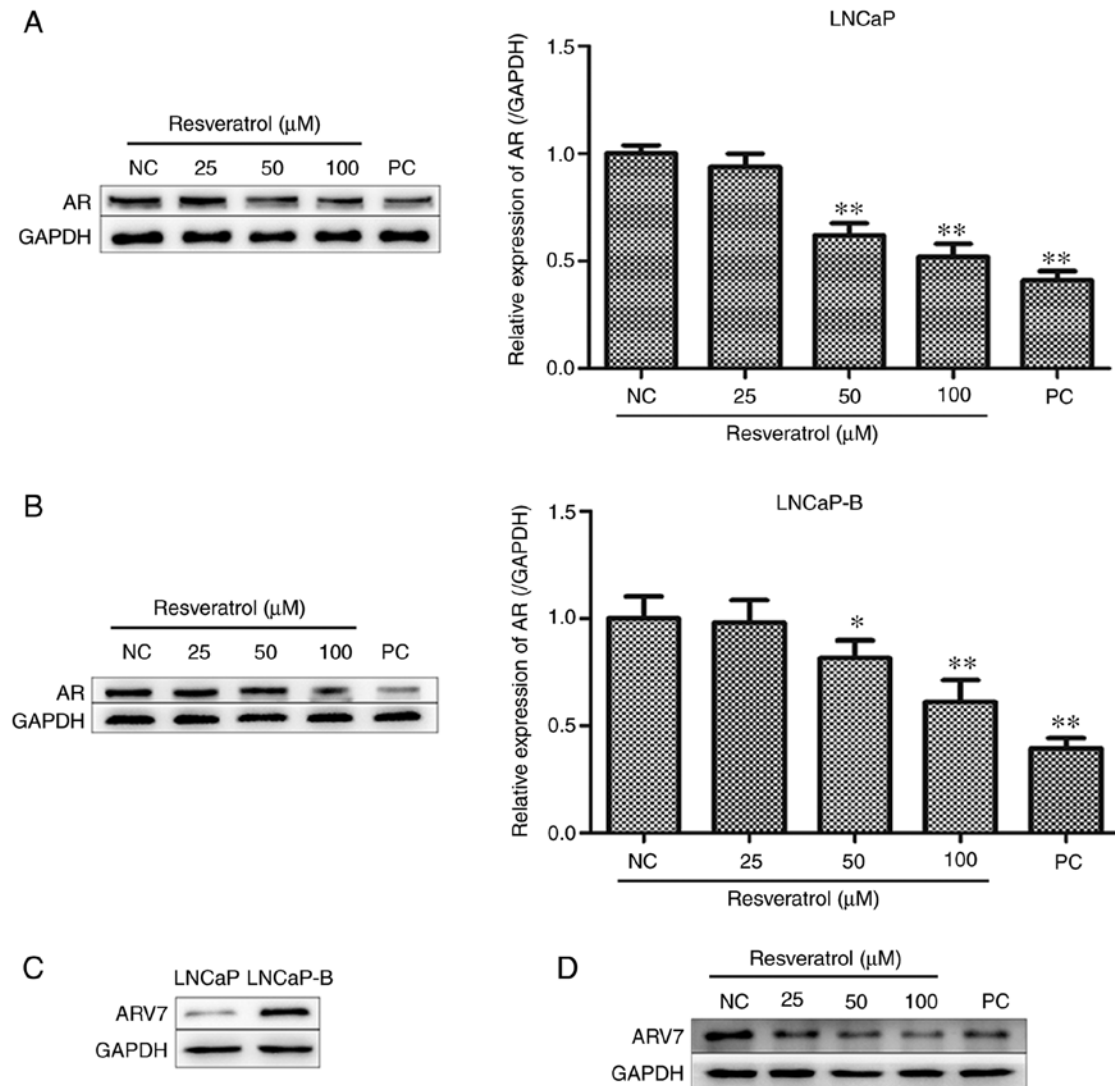 A
Resveratrol (µM)
NC 25 50 100 PC
AR
GAPDH
LNCaP
Relative expression of AR (/GAPDH)
1.5
1.0
0.5
0.0
** ** **
NC 25 50 100 PC
Resveratrol (µM)
B
Resveratrol (µM)
NC 25 50 100 PC
AR
GAPDH
LNCaP-B
Relative expression of AR (/GAPDH)
1.5
1.0
0.5
0.0
* ** **
NC 25 50 100 PC
Resveratrol (µM)
C
LNCaP LNCaP-B
ARV7
GAPDH
D
Resveratrol (µM)
NC 25 50 100 PC
ARV7
GAPDH